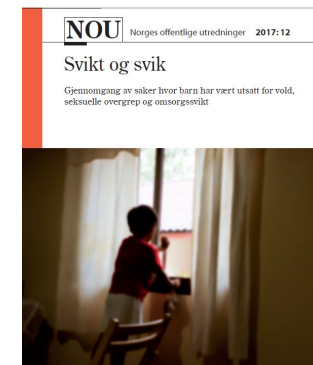 NOU Norges offentlige utredninger 2017: 12
Svikt og svik
Gjennomgang av saker hvor barn har vært utsatt for vold,
seksuelle overgrep og omsorgssvikt